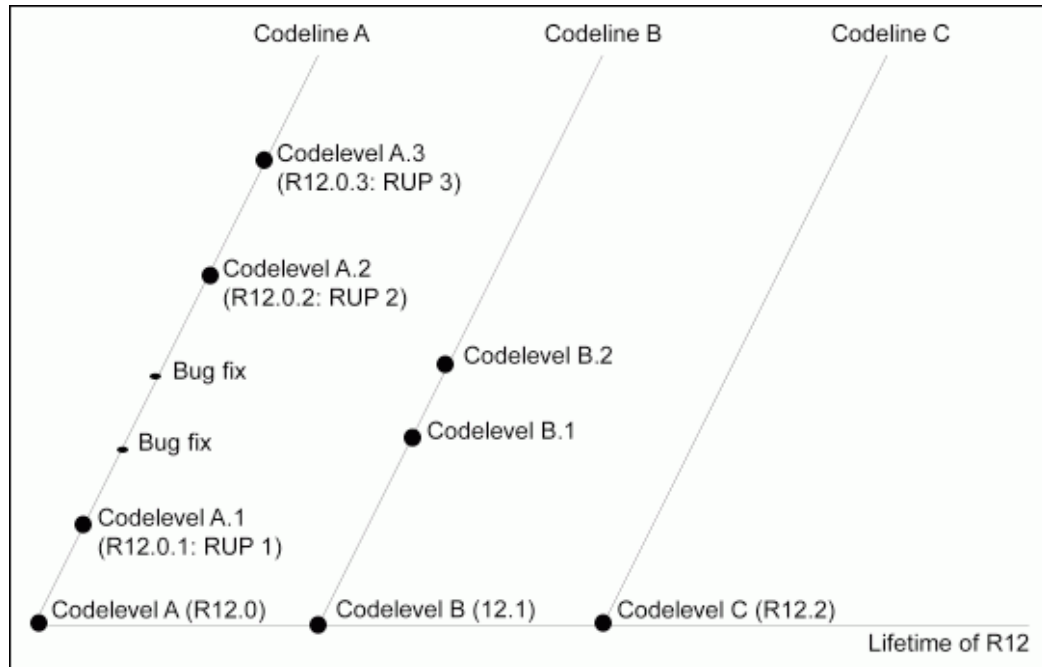 Codeline A
Codeline B
Codeline C
Codelevel A.3
(R12.0.3: RUP 3)
Codelevel A.2
(R12.0.2: RUP 2)
Bug fix
Codelevel B.2
Bug fix
Codelevel B.1
Codelevel A.1
(R12.0.1: RUP 1)
Codelevel A (R12.0)
Codelevel B (12.1)
Codelevel C (R12.2)
Lifetime of R12